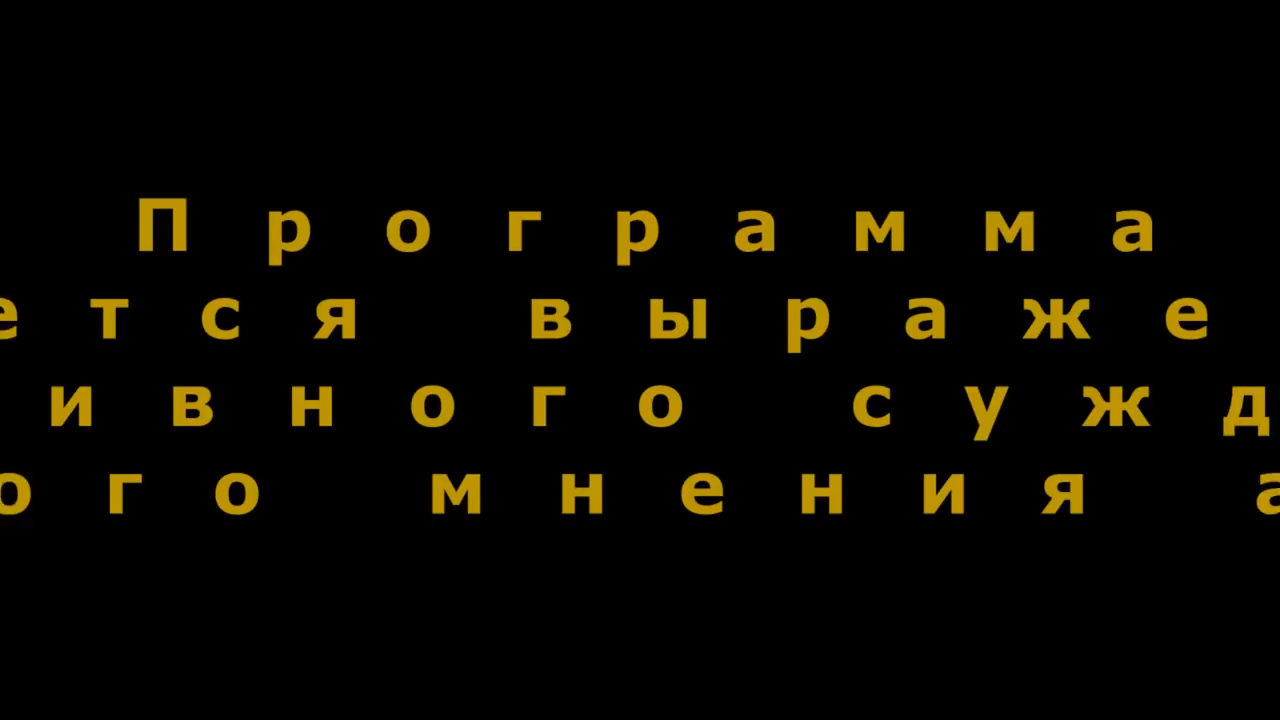 Программа
ется выраже
ивного сужд
ого мнения а